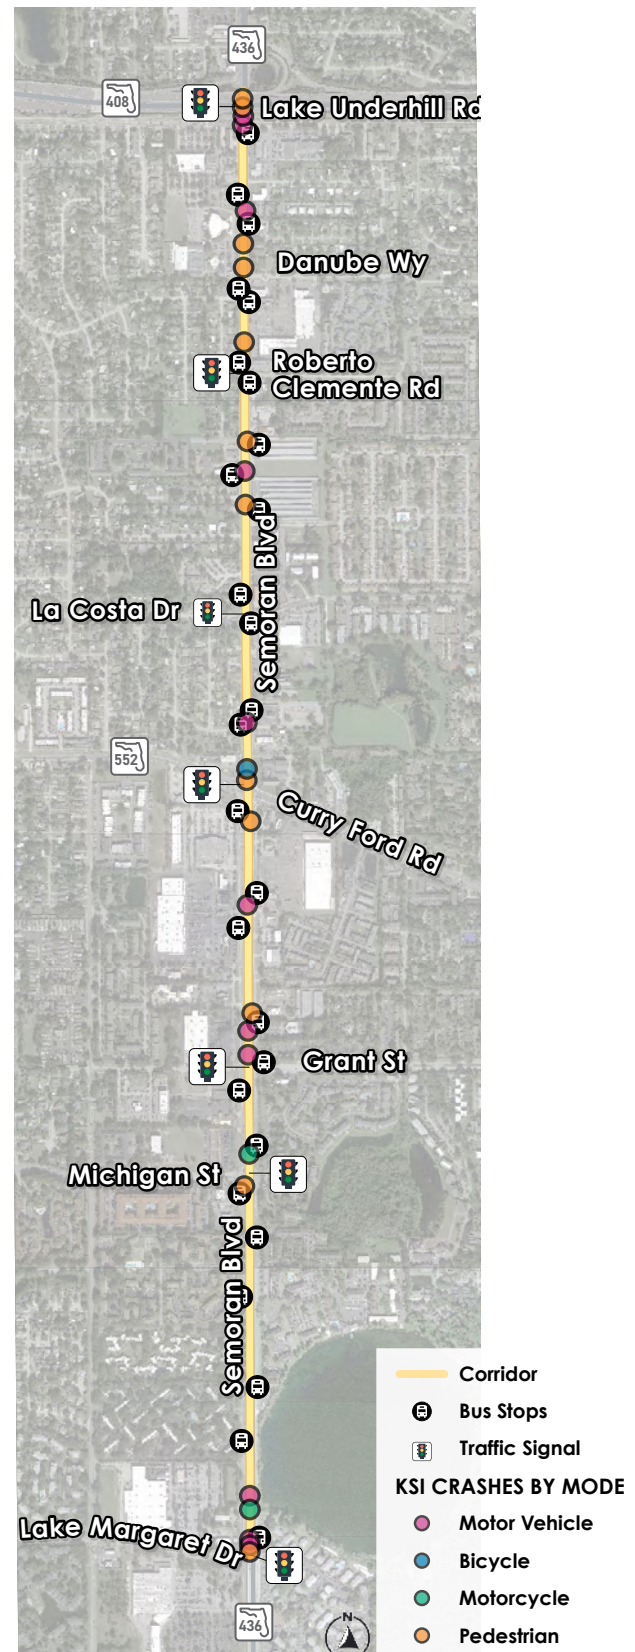 436
408
Lake Underhill Rd
Danube Wy
Roberto
Clemente Rd
Semoran Blvd
La Costa Dr
552
Curry Ford Rd
Grant St
Michigan St
Semoran Blvd
Lake Margaret Dr
436
N
Corridor
Bus Stops
Traffic Signal
KSI CRASHES BY MODE
Motor Vehicle
Bicycle
Motorcycle
Pedestrian